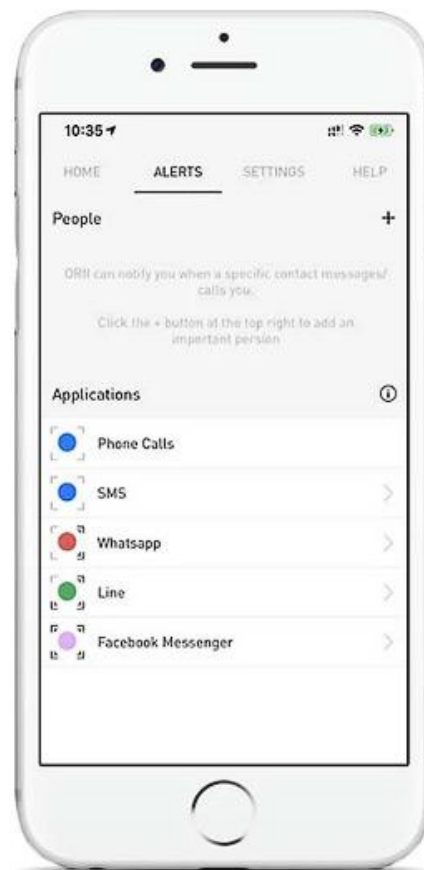 10:35
HOME ALERTS SETTINGS HELP
People +
ORII can notify you when a specific contact messages/
calls you.
Click the + button at the top right to add an
important persion
Applications
Phone Calls
SMS
Whatsapp
Line
Facebook Messenger